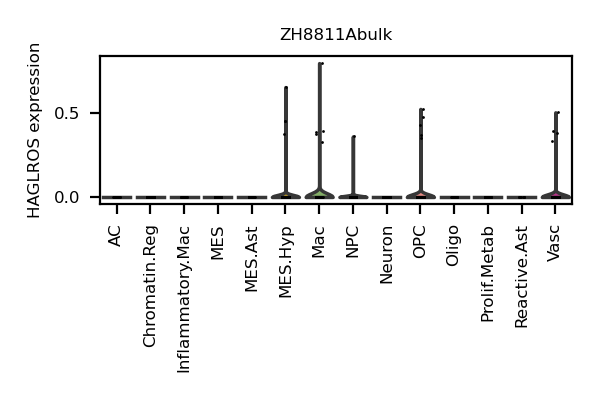 ZH8811Abulk
HAGLROS expression
0.5
0.0
AC
Chromatin.Reg
Inflammatory.Mac
MES
MES.Ast
MES.Hyp
Mac
NPC
Neuron
OPC
Oligo
Prolif.Metab
Reactive.Ast
Vasc